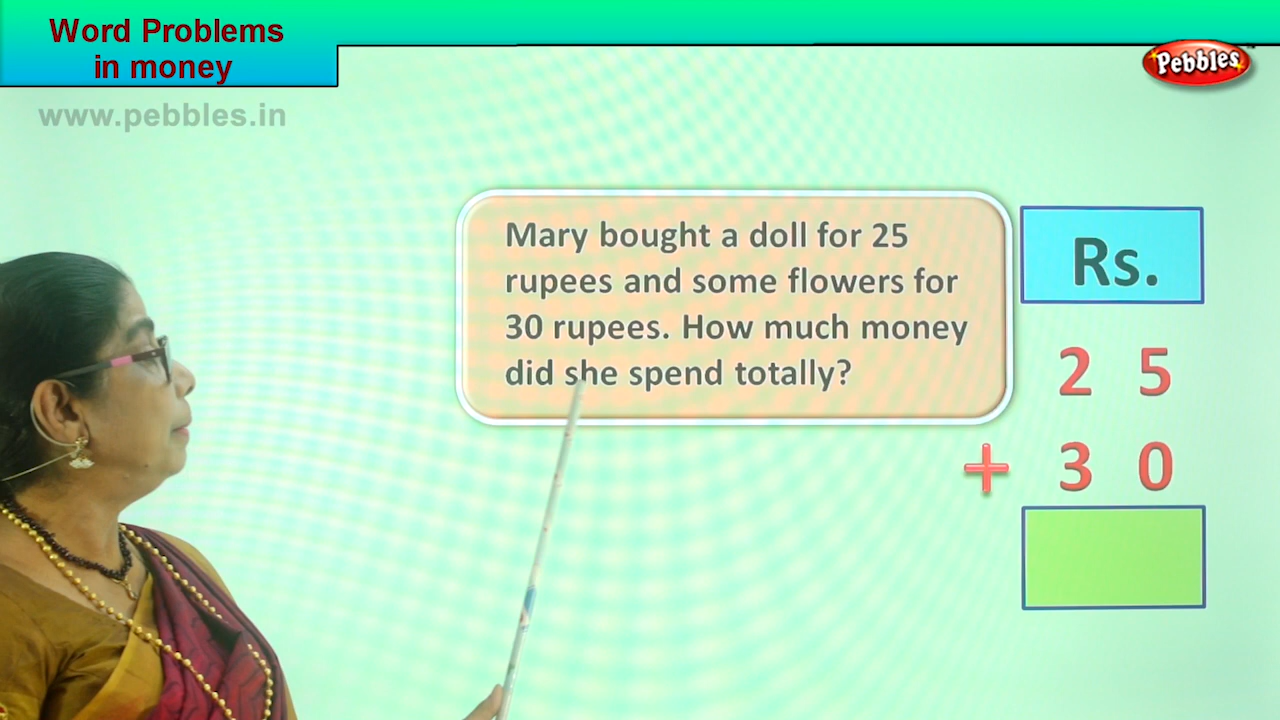 Word Problems
in money
Pebbles
www.pebbles.in
Mary bought a doll for 25
rupees and some flowers for
30 rupees. How much money
did she spend totally?
Rs.
2 5
+ 3 0